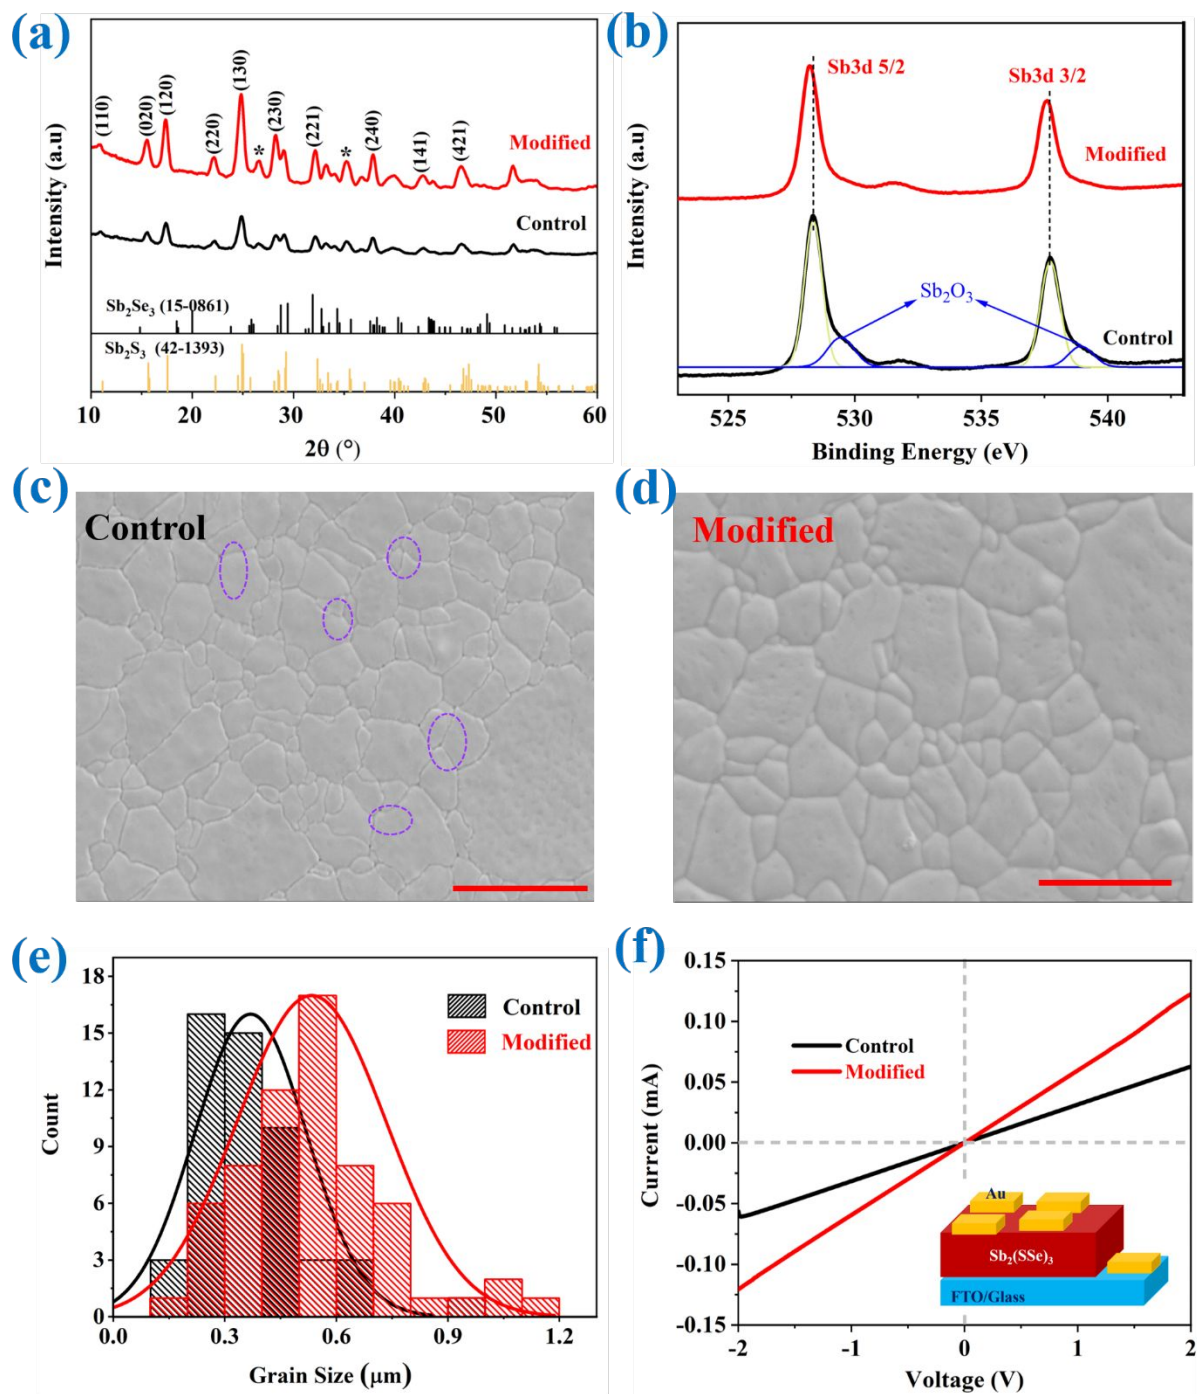 (a)
(110)
(020)
(120)
(220)
(130)
*
(230)
(221)
*
(240)
(141)
(421)
Modified
Control
Sb2Se3 (15-0861)
Sb2S3 (42-1393)
Intensity (a.u)
10 20 30 40 50 60
2θ (°)
(b)
Sb3d 5/2
Sb3d 3/2
Modified
Sb2O3
Control
Intensity (a.u)
525 530 535 540
Binding Energy (eV)
(c)
Control
(d)
Modified
(e)
18
15
12
9
6
3
0
Count
Control
Modified
0.0 0.3 0.6 0.9 1.2
Grain Size (μm)
(f)
0.15
0.10
0.05
0.00
-0.05
-0.10
-0.15
Current (mA)
Control
Modified
Au
Sb2(SSe)3
FTO/Glass
-2 -1 0 1 2
Voltage (V)